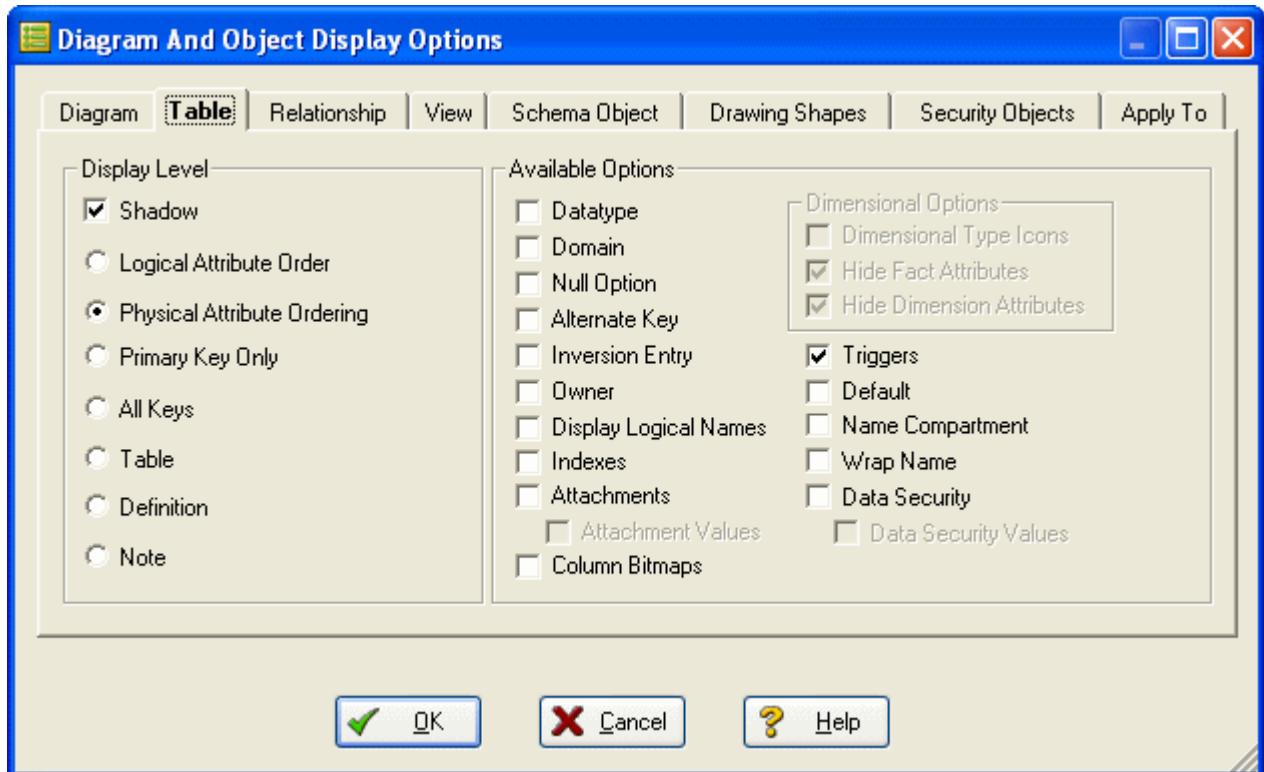 Diagram And Object Display Options
Diagram Table Relationship View Schema Object Drawing Shapes Security Objects Apply To
Display Level
Shadow
Logical Attribute Order
Physical Attribute Ordering
Primary Key Only
All Keys
Table
Definition
Note
Available Options
Datatype
Domain
Null Option
Alternate Key
Inversion Entry
Owner
Display Logical Names
Indexes
Attachments
Attachment Values
Column Bitmaps
Dimensional Options
Dimensional Type Icons
Hide Fact Attributes
Hide Dimension Attributes
Triggers
Default
Name Compartment
Wrap Name
Data Security
Data Security Values
OK Cancel Help